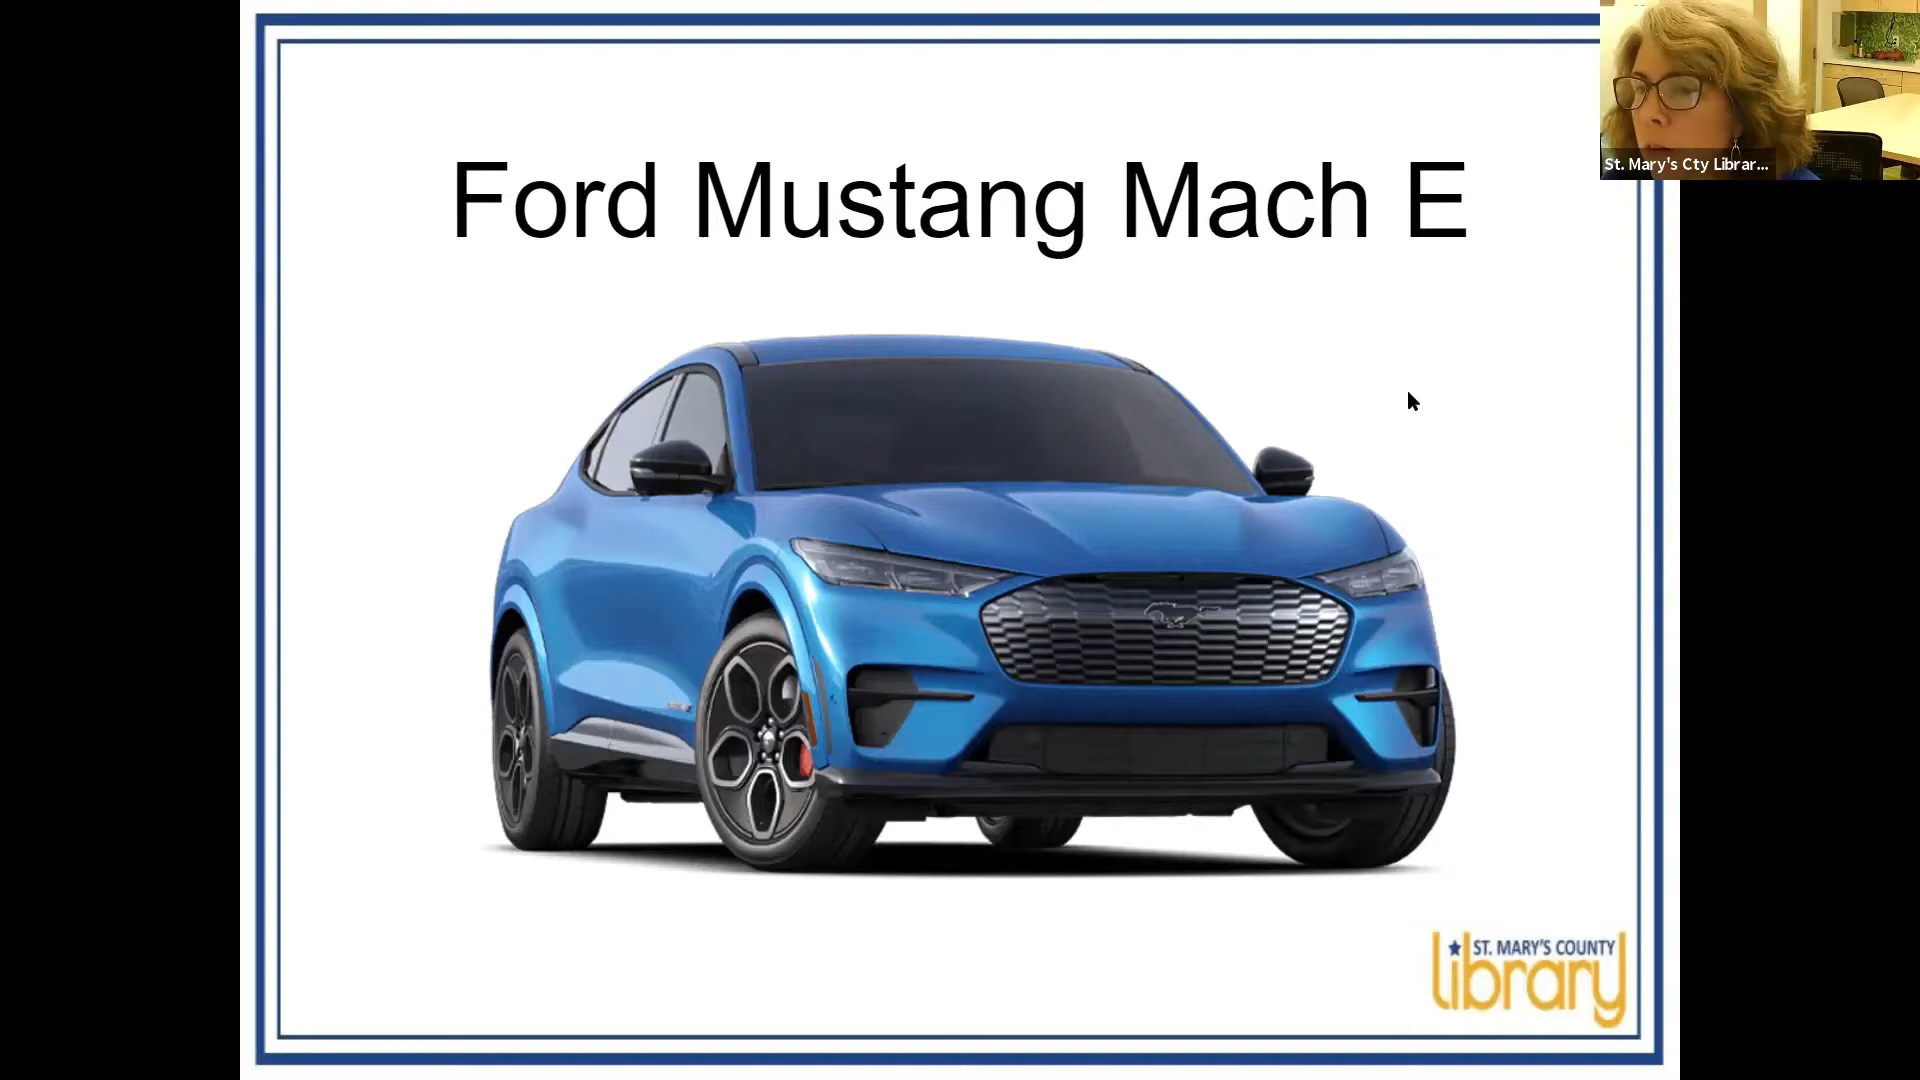 Ford Mustang Mach E
St. Mary's Cty Librar...
ST. MARY'S COUNTY
library